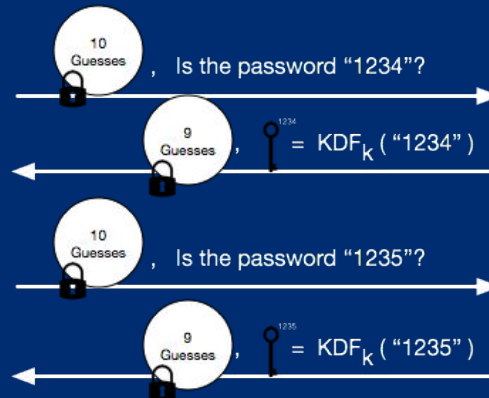 10
Guesses
, Is the password “1234”?
9
Guesses
, 1234 = KDFk ( “1234” )
10
Guesses
, Is the password “1235”?
9
Guesses
, 1235 = KDFk ( “1235” )